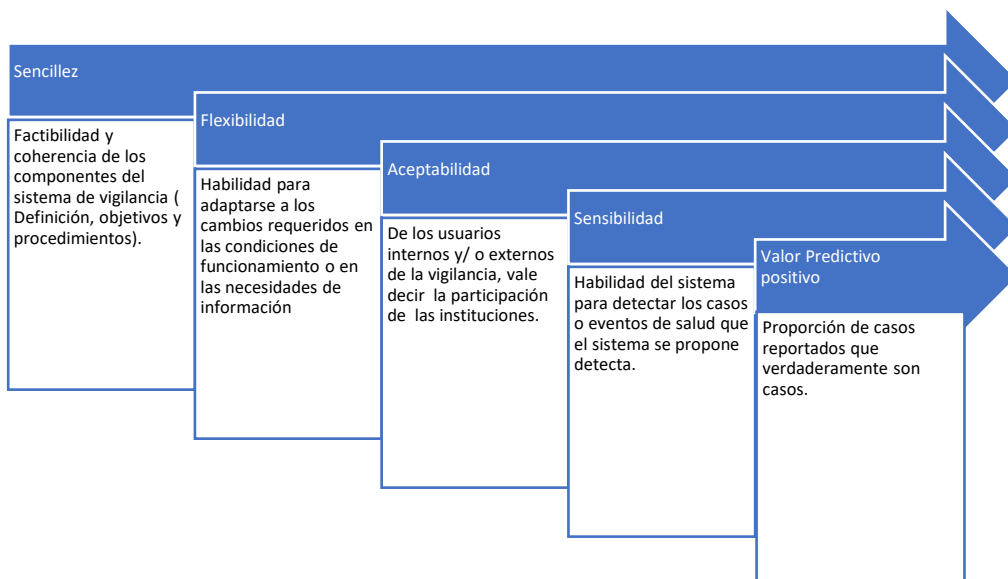 Sencillez
Factibilidad y
coherencia de los
componentes del
sistema de vigilancia (
Definición, objetivos y
procedimientos).
Flexibilidad
Habilidad para
adaptarse a los
cambios requeridos en
las condiciones de
funcionamiento o en
las necesidades de
información
Aceptabilidad
De los usuarios
internos y/ o externos
de la vigilancia, vale
decir la participación
de las instituciones.
Sensibilidad
Habilidad del sistema
para detectar los casos
o eventos de salud que
el sistema se propone
detecta.
Valor Predictivo
positivo
Proporción de casos
reportados que
verdaderamente son
casos.